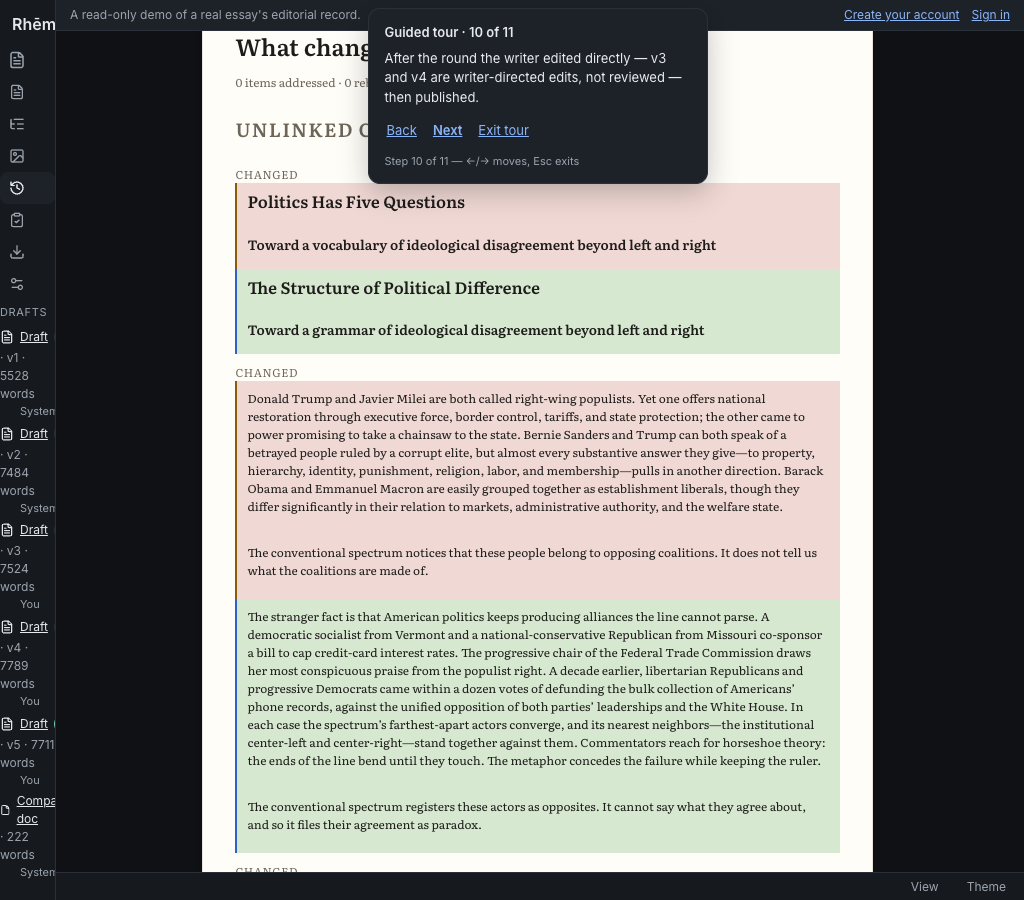 Rhēm
A read-only demo of a real essay's editorial record.
Create your account
Sign in
Guided tour · 10 of 11
After the round the writer edited directly — v3
and v4 are writer-directed edits, not reviewed —
then published.
Back
Next
Exit tour
Step 10 of 11 — ←/→ moves, Esc exits
DRAFTS
Draft
· v1 ·
5528
words
System
Draft
· v2 ·
7484
words
System
Draft
· v3 ·
7524
words
You
Draft
· v4 ·
7789
words
You
Draft
· v5 · 7711
words
You
Compa
doc
· 222
words
System
What chang
0 items addressed · 0 re
UNLINKED C
CHANGED
Politics Has Five Questions
Toward a vocabulary of ideological disagreement beyond left and right
The Structure of Political Difference
Toward a grammar of ideological disagreement beyond left and right
CHANGED
Donald Trump and Javier Milei are both called right-wing populists. Yet one offers national
restoration through executive force, border control, tariffs, and state protection; the other came to
power promising to take a chainsaw to the state. Bernie Sanders and Trump can both speak of a
betrayed people ruled by a corrupt elite, but almost every substantive answer they give—to property,
hierarchy, identity, punishment, religion, labor, and membership—pulls in another direction. Barack
Obama and Emmanuel Macron are easily grouped together as establishment liberals, though they
differ significantly in their relation to markets, administrative authority, and the welfare state.
The conventional spectrum notices that these people belong to opposing coalitions. It does not tell us
what the coalitions are made of.
The stranger fact is that American politics keeps producing alliances the line cannot parse. A
democratic socialist from Vermont and a national-conservative Republican from Missouri co-sponsor
a bill to cap credit-card interest rates. The progressive chair of the Federal Trade Commission draws
her most conspicuous praise from the populist right. A decade earlier, libertarian Republicans and
progressive Democrats came within a dozen votes of defunding the bulk collection of Americans'
phone records, against the unified opposition of both parties' leaderships and the White House. In
each case the spectrum's farthest-apart actors converge, and its nearest neighbors—the institutional
center-left and center-right—stand together against them. Commentators reach for horseshoe theory:
the ends of the line bend until they touch. The metaphor concedes the failure while keeping the ruler.
The conventional spectrum registers these actors as opposites. It cannot say what they agree about,
and so it files their agreement as paradox.
CHANGED
View
Theme